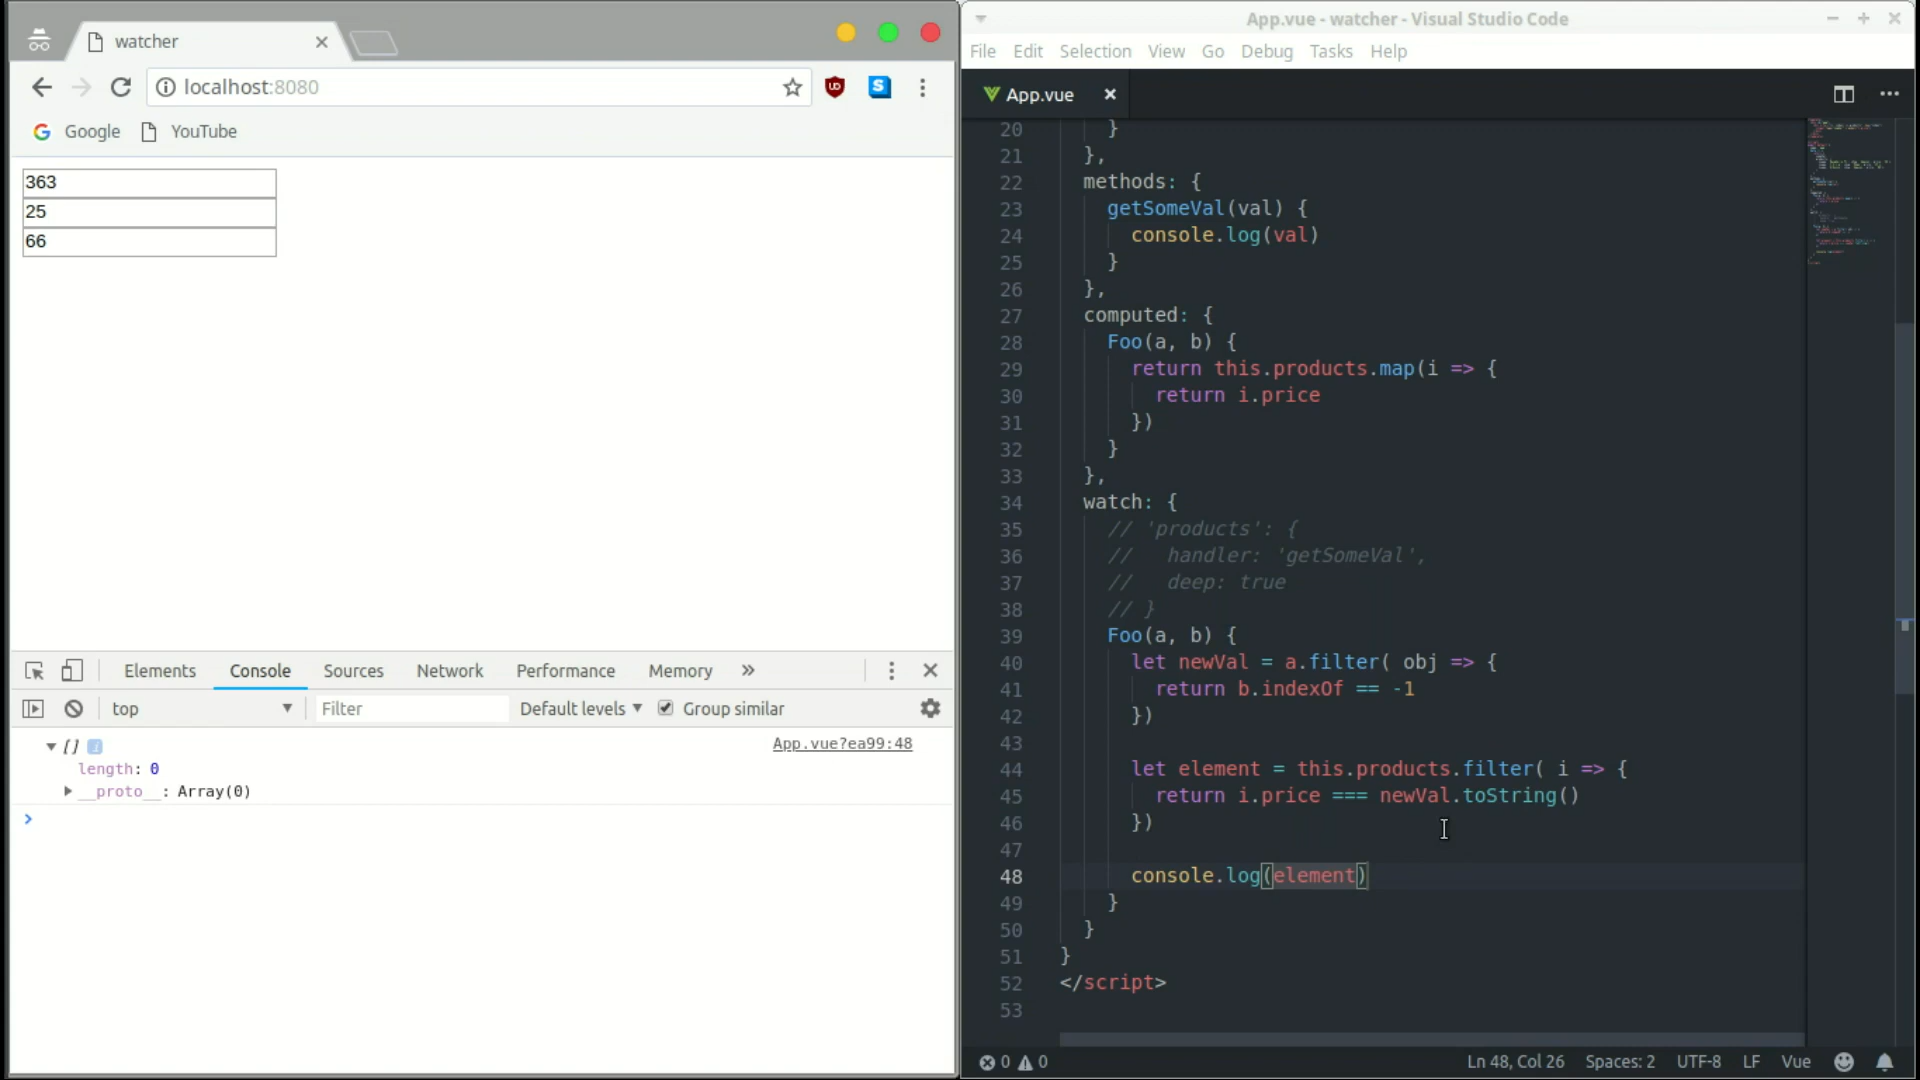 watcher
localhost:8080
Google
YouTube
363
25
66
Elements
Console
Sources
Network
Performance
Memory
»
top
Filter
Default levels
Group similar
[]
App.vue?ea99:48
length: 0
__proto__: Array(0)
App.vue - watcher - Visual Studio Code
File Edit Selection View Go Debug Tasks Help
App.vue
20 }
21 },
22 methods: {
23 getSomeVal(val) {
24 console.log(val)
25 }
26 },
27 computed: {
28 Foo(a, b) {
29 return this.products.map(i => {
30 return i.price
31 })
32 }
33 },
34 watch: {
35 // 'products': {
36 // handler: 'getSomeVal',
37 // deep: true
38 // }
39 Foo(a, b) {
40 let newVal = a.filter( obj => {
41 return b.indexOf == -1
42 })
43
44 let element = this.products.filter( i => {
45 return i.price === newVal.toString()
46 })
47
48 console.log(element)
49 }
50 }
51 }
52 </script>
53
0 0
Ln 48, Col 26 Spaces: 2 UTF-8 LF Vue